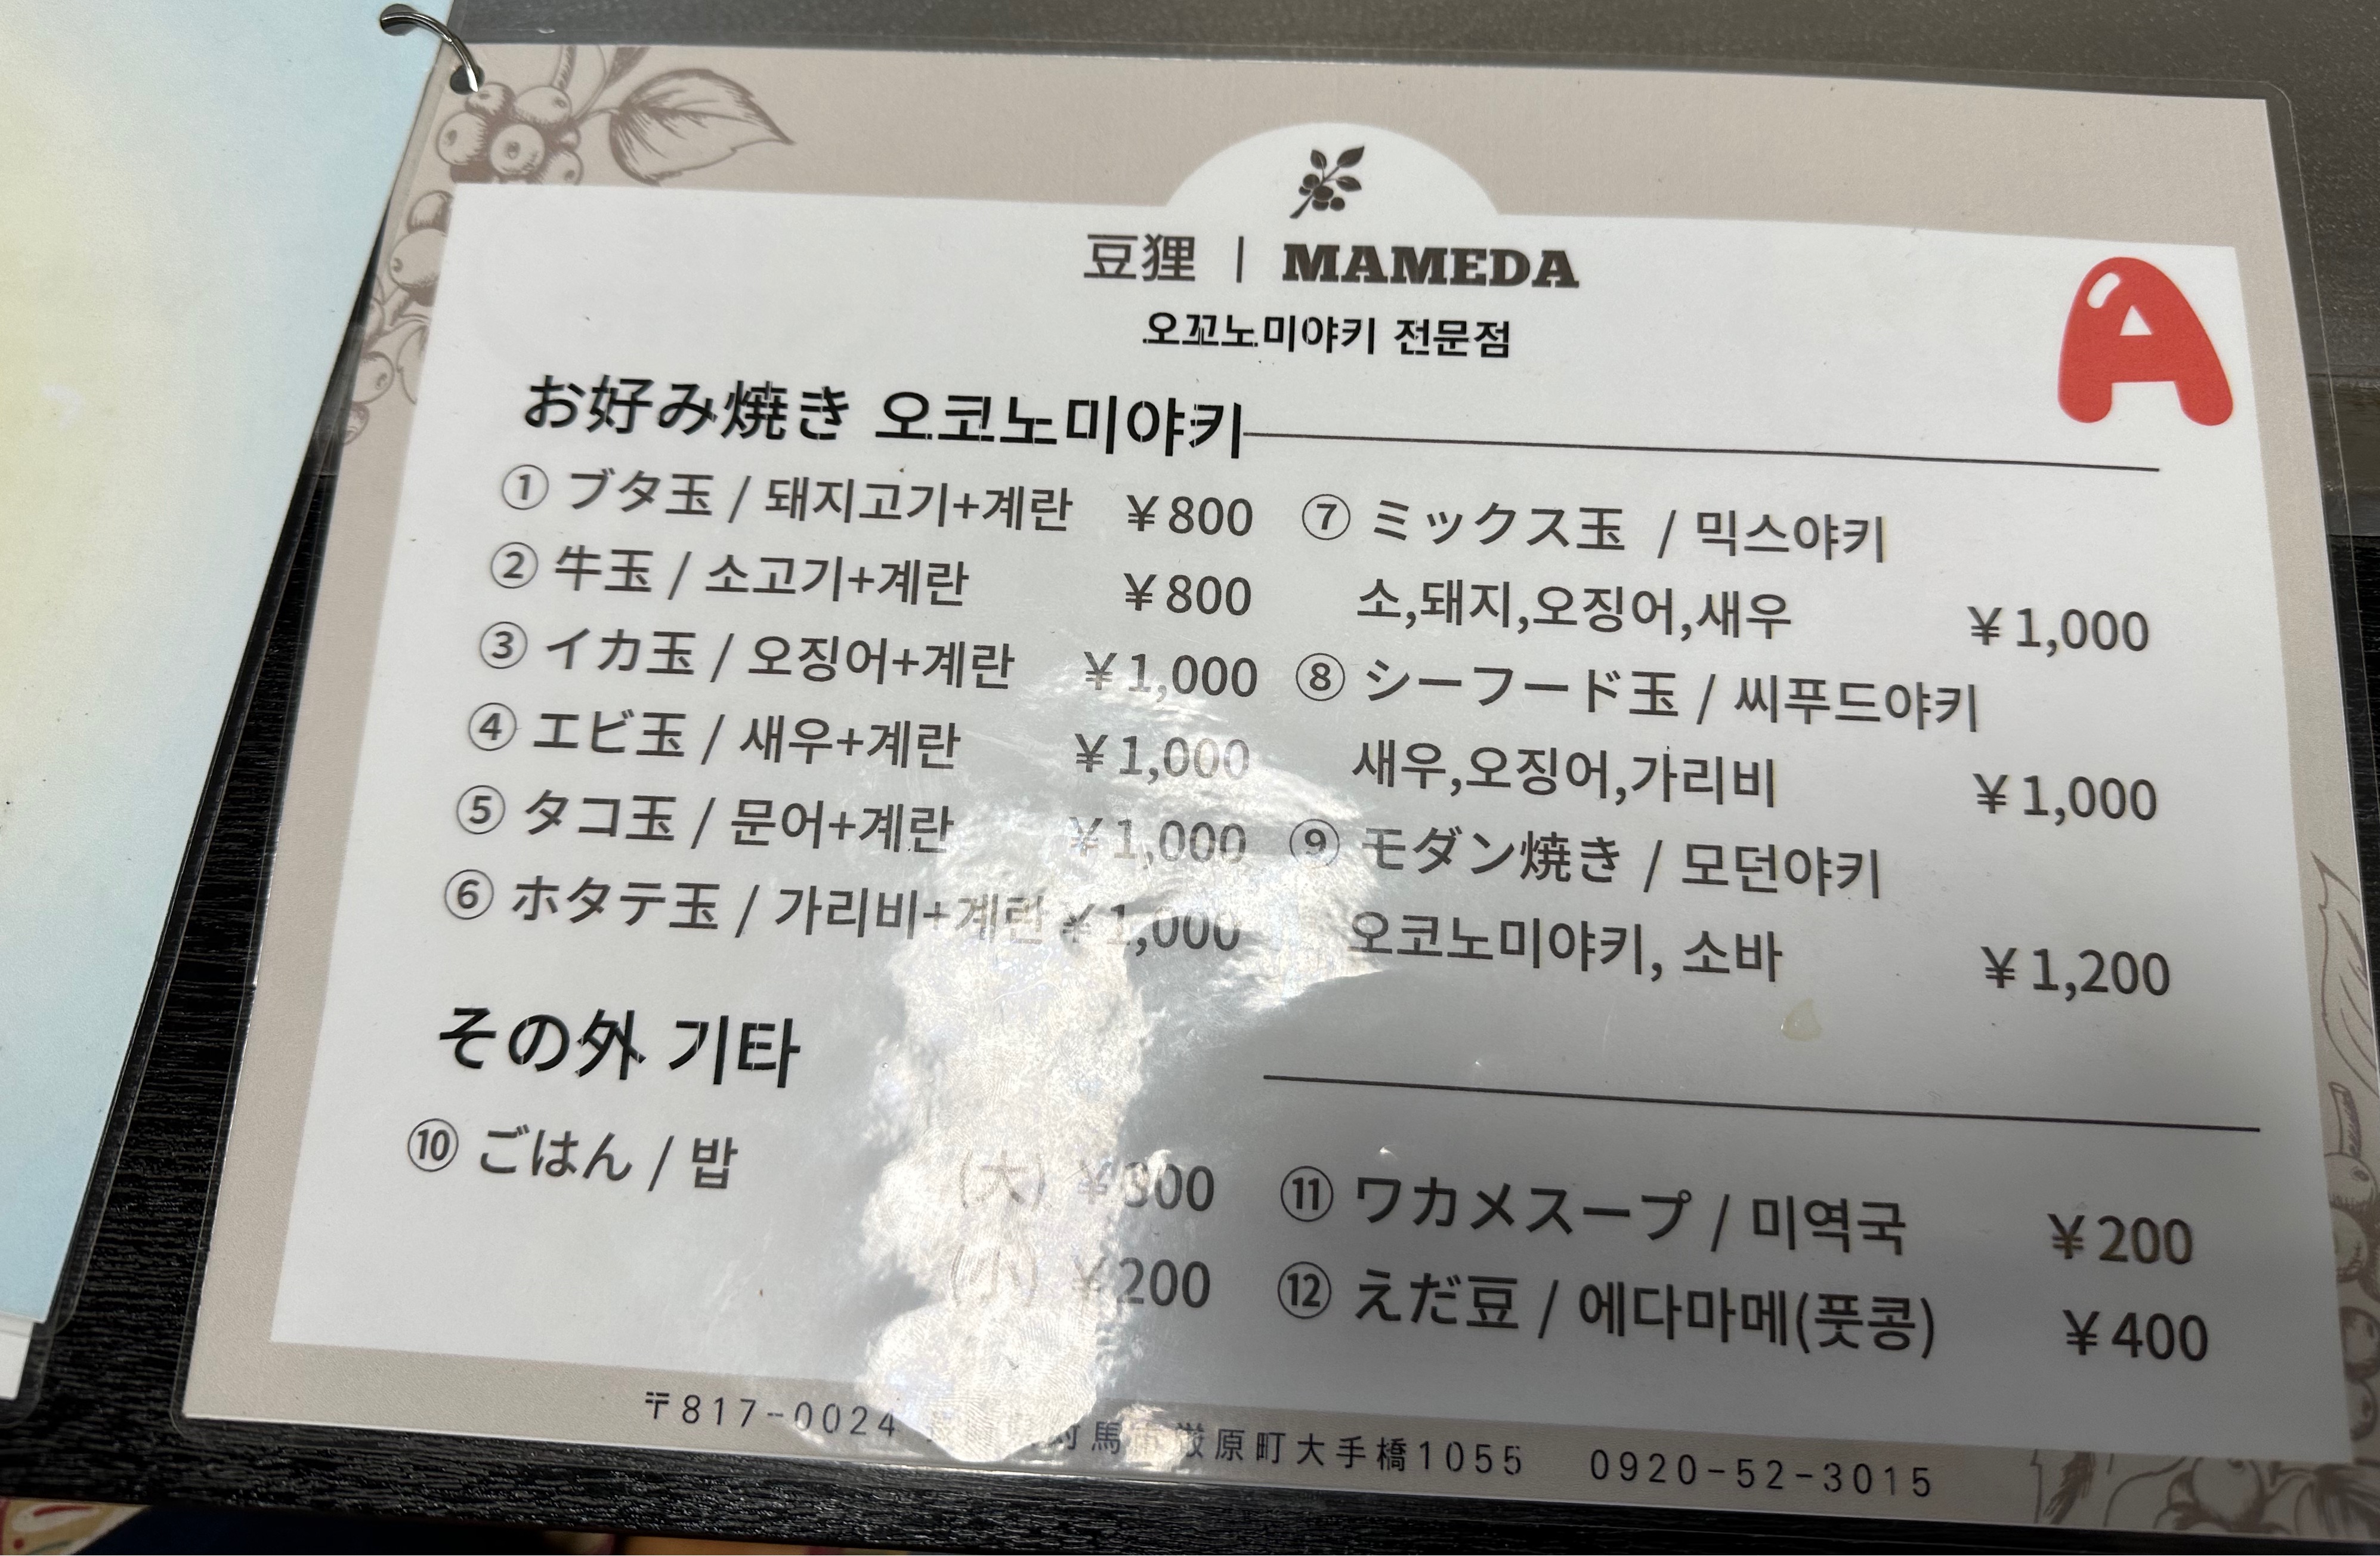 豆狸 | MAMEDA
오꼬노미야키 전문점
A
お好み焼き 오코노미야키
① ブタ玉 / 돼지고기+계란 ¥800
② 牛玉 / 소고기+계란 ¥800
③ イカ玉 / 오징어+계란 ¥1,000
④ エビ玉 / 새우+계란 ¥1,000
⑤ タコ玉 / 문어+계란 ¥1,000
⑥ ホタテ玉 / 가리비+계란 ¥1,000
⑦ ミックス玉 / 믹스야키
소,돼지,오징어,새우 ¥1,000
⑧ シーフード玉 / 씨푸드야키
새우,오징어,가리비 ¥1,000
⑨ モダン焼き / 모던야키
오코노미야키, 소바 ¥1,200
その外 기타
⑩ ごはん / 밥 (大) ¥300
(小) ¥200
⑪ ワカメスープ / 미역국 ¥200
⑫ えだ豆 / 에다마메(풋콩) ¥400
〒817-0024 長崎県対馬市厳原町大手橋1055 0920-52-3015